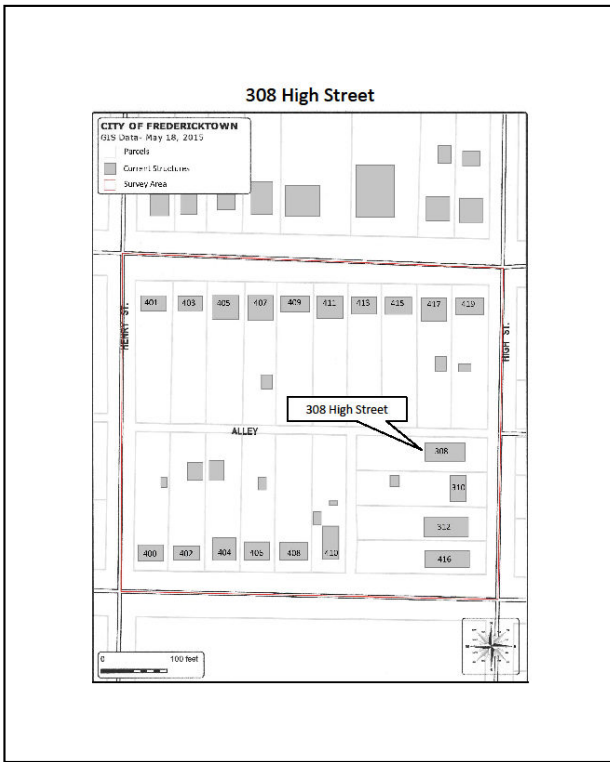 308 High Street
CITY OF FREDERICKTOWN
GIS Data- May 18, 2015
Parcels
Current Structures
Survey Area
HENRY ST.
HIGH ST.
401 403 405 407 409 411 413 415 417 419
308 High Street
ALLEY
308
310
312
400 402 404 406 408 410 416
0 100 feet